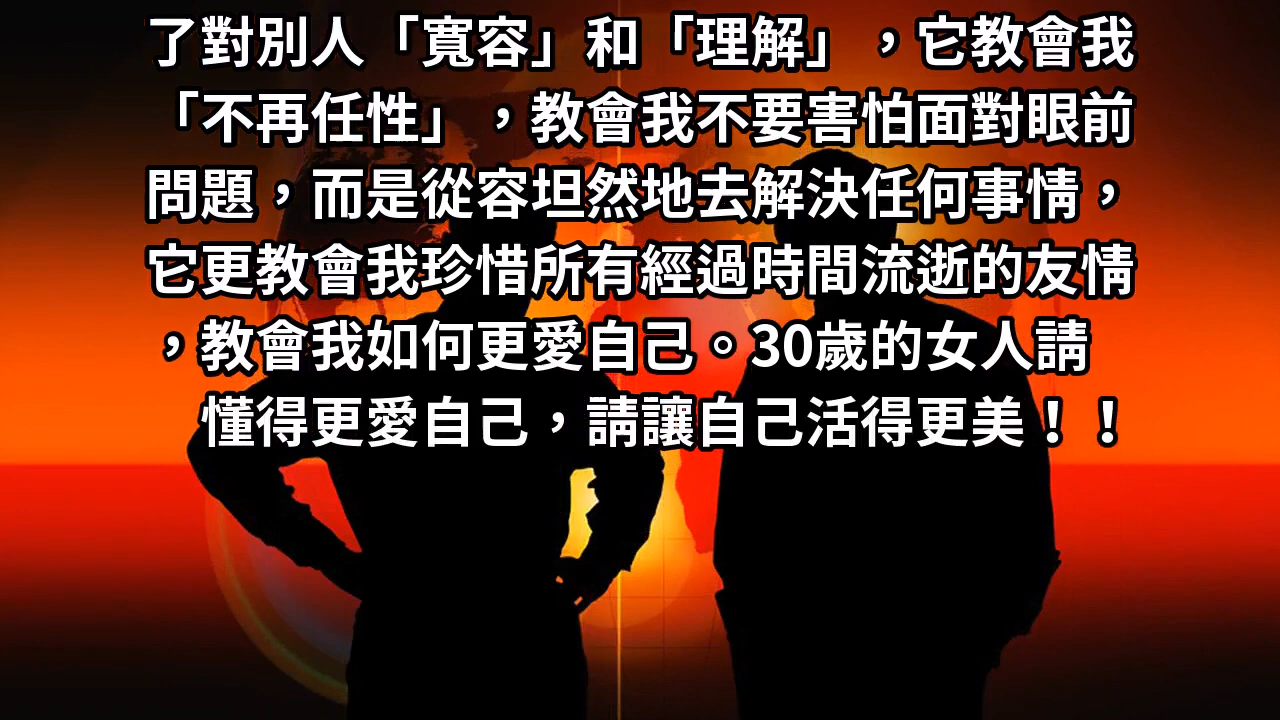 了對別人「寬容」和「理解」，它教會我
「不再任性」，教會我不要害怕面對眼前
問題，而是從容坦然地去解決任何事情，
它更教會我珍惜所有經過時間流逝的友情
，教會我如何更愛自己。30歲的女人請
懂得更愛自己，請讓自己活得更美！！